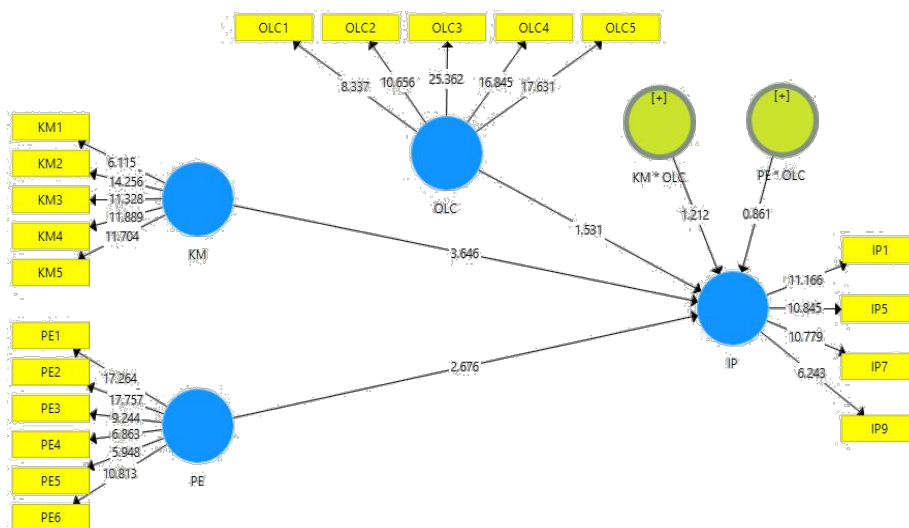 OLC1
OLC2
OLC3
OLC4
OLC5
8.337
10.656
25.362
16.845
17.631
[+]
[+]
KM * OLC
PE * OLC
OLC
KM1
KM2
KM3
KM4
KM5
6.115
14.256
11.328
11.889
11.704
KM
1.531
1.212
0.861
3.646
IP1
IP5
IP7
IP9
11.166
10.845
10.779
6.243
IP
2.676
PE1
PE2
PE3
PE4
PE5
PE6
17.264
17.757
9.244
6.863
5.948
10.813
PE